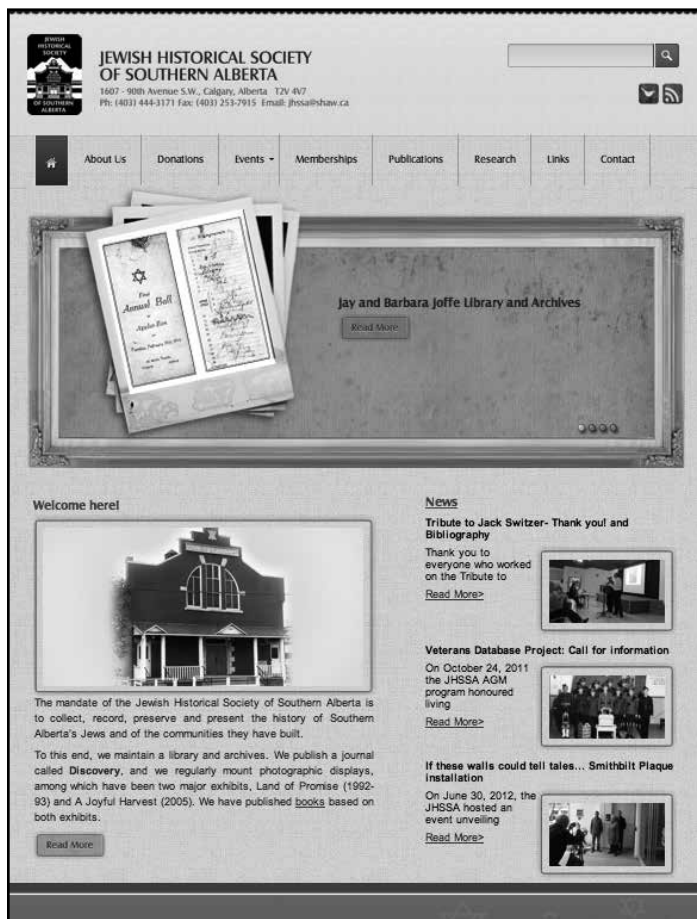 JEWISH
HISTORICAL
SOCIETY
OF SOUTHERN
ALBERTA
JEWISH HISTORICAL SOCIETY
OF SOUTHERN ALBERTA
1607 - 90th Avenue S.W., Calgary, Alberta T2V 4V7
Ph: (403) 444-3171 Fax: (403) 253-7915 Email: jhssa@shaw.ca
About Us Donations Events Memberships Publications Research Links Contact
First
Annual Ball
Jay and Barbara Joffe Library and Archives
Read More
Welcome here!
The mandate of the Jewish Historical Society of Southern Alberta is
to collect, record, preserve and present the history of Southern
Alberta's Jews and of the communities they have built.
To this end, we maintain a library and archives. We publish a journal
called Discovery, and we regularly mount photographic displays,
among which have been two major exhibits, Land of Promise (1992-
93) and A Joyful Harvest (2005). We have published books based on
both exhibits.
Read More
News
Tribute to Jack Switzer- Thank you! and
Bibliography
Thank you to
everyone who worked
on the Tribute to
Read More>
Veterans Database Project: Call for information
On October 24, 2011
the JHSSA AGM
program honoured
living
Read More>
If these walls could tell tales... Smithbilt Plaque
installation
On June 30, 2012, the
JHSSA hosted an
event unveiling
Read More>